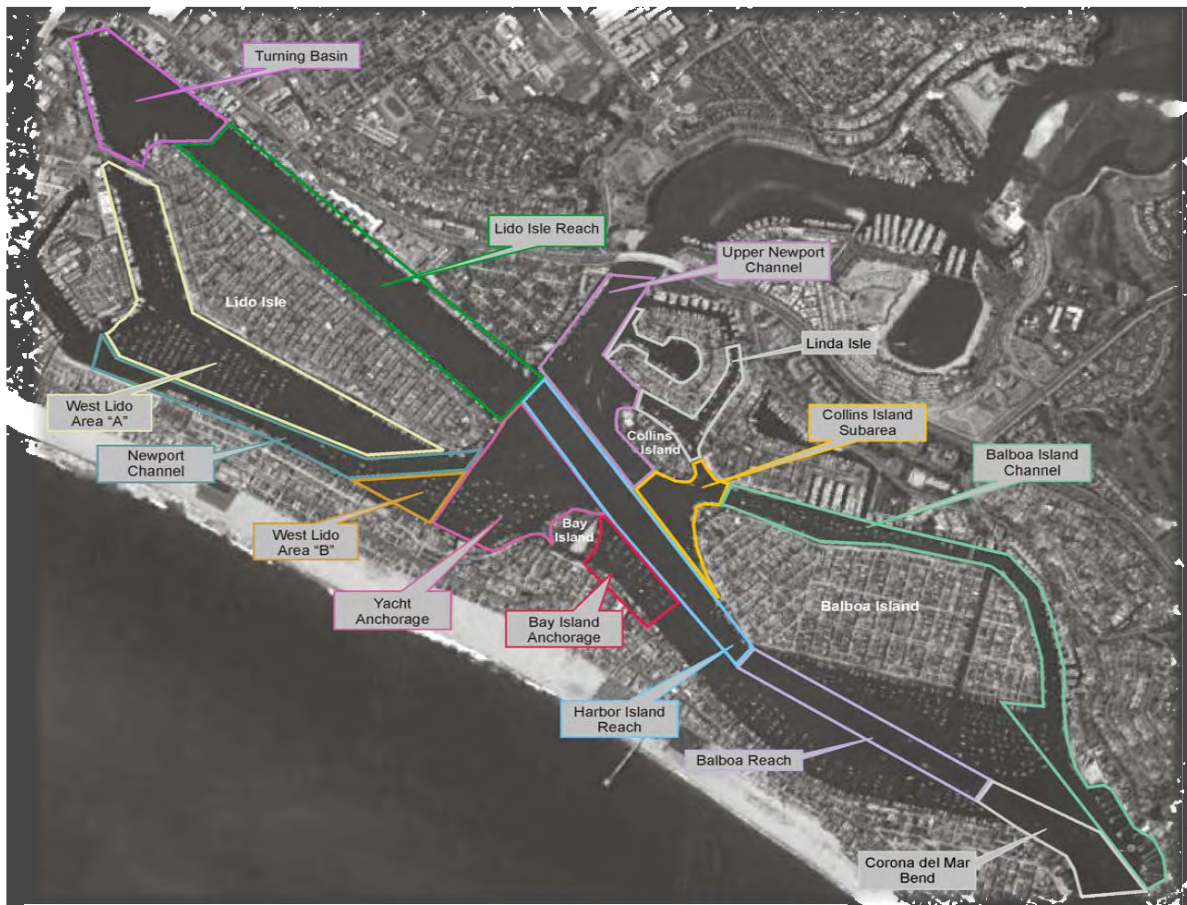 Turning Basin
Lido Isle Reach
Upper Newport
Channel
Lido Isle
Linda Isle
West Lido
Area "A"
Collins Island
Subarea
Newport
Channel
Collins
Island
Balboa Island
Channel
West Lido
Area "B"
Bay
Island
Yacht
Anchorage
Bay Island
Anchorage
Balboa Island
Harbor Island
Reach
Balboa Reach
Corona del Mar
Bend